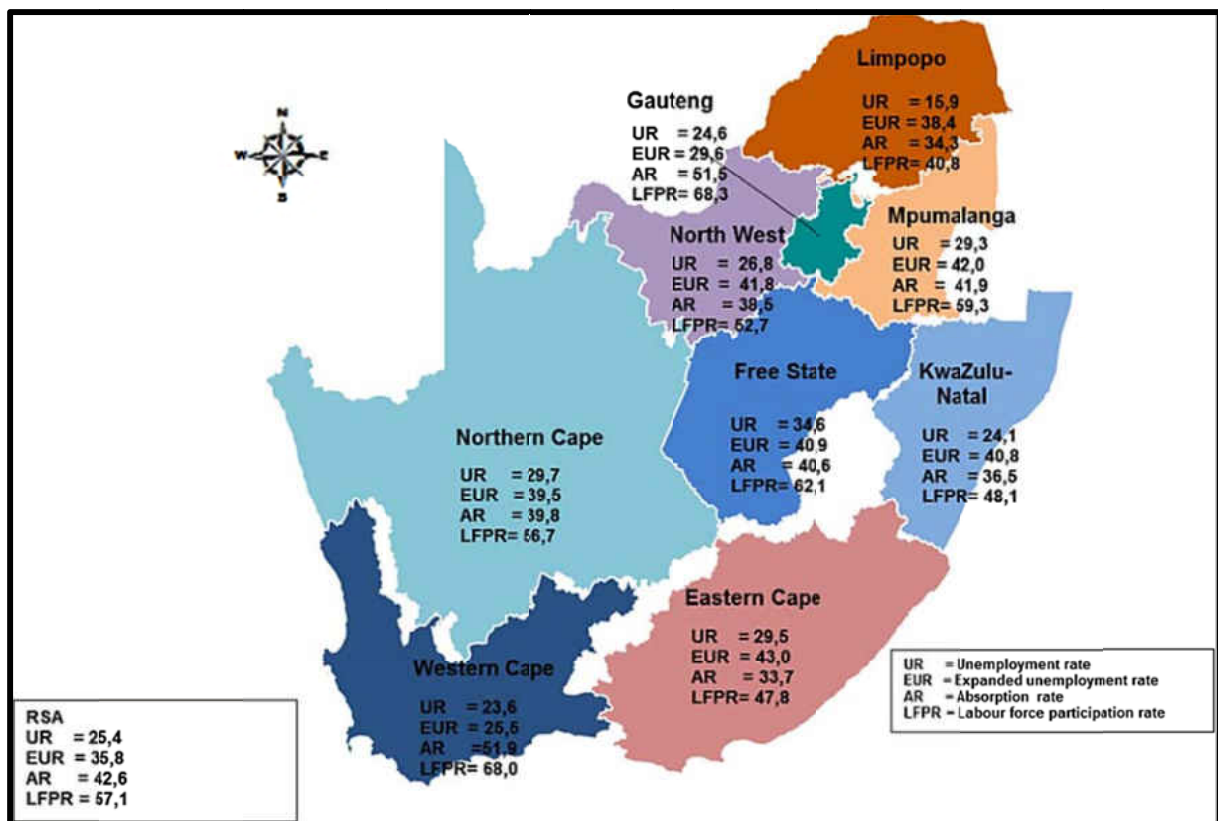 Limpopo
UR = 15,9
EUR = 38,4
AR = 34,3
LFPR= 40,8
Gauteng
UR = 24,6
EUR = 29,6
AR = 51,5
LFPR= 68,3
N
W E
S
Mpumalanga
UR = 29,3
EUR = 42,0
AR = 41,9
LFPR= 59,3
North West
UR = 26,8
EUR = 41,8
AR = 38,5
LFPR= 52,7
Free State
UR = 34,6
EUR = 40,9
AR = 40,6
LFPR= 62,1
KwaZulu-
Natal
UR = 24,1
EUR = 40,8
AR = 36,5
LFPR= 48,1
Northern Cape
UR = 29,7
EUR = 39,5
AR = 39,8
LFPR= 56,7
Eastern Cape
UR = 29,5
EUR = 43,0
AR = 33,7
LFPR= 47,8
Western Cape
UR = 23,6
EUR = 25,5
AR =51,9
LFPR= 68,0
UR = Unemployment rate
EUR = Expanded unemployment rate
AR = Absorption rate
LFPR = Labour force participation rate
RSA
UR = 25,4
EUR = 35,8
AR = 42,6
LFPR = 57,1